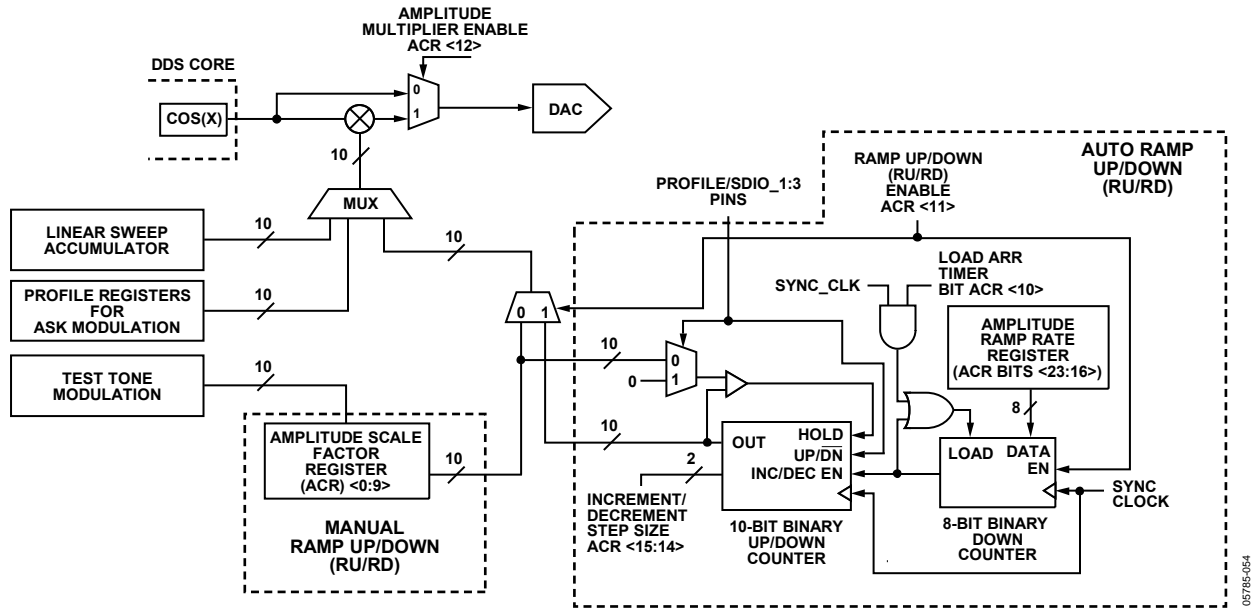 AMPLITUDE
MULTIPLIER ENABLE
ACR <12>
DDS CORE
COS(X)
0
1
DAC
10
MUX
LINEAR SWEEP
ACCUMULATOR
10
PROFILE REGISTERS
FOR
ASK MODULATION
10
TEST TONE
MODULATION
10
10
0 1
AMPLITUDE SCALE
FACTOR
REGISTER
(ACR) <0:9>
10
MANUAL
RAMP UP/DOWN
(RU/RD)
PROFILE/SDIO_1:3
PINS
RAMP UP/DOWN
(RU/RD)
ENABLE
ACR <11>
AUTO RAMP
UP/DOWN
(RU/RD)
SYNC_CLK
LOAD ARR
TIMER
BIT ACR <10>
AMPLITUDE
RAMP RATE
REGISTER
(ACR BITS <23:16>)
8
10
0
0
1
10
OUT
HOLD
UP/DN
INC/DEC EN
2
INCREMENT/
DECREMENT
STEP SIZE
ACR <15:14>
10-BIT BINARY
UP/DOWN
COUNTER
LOAD DATA
EN
8-BIT BINARY
DOWN
COUNTER
SYNC
CLOCK
05785-054